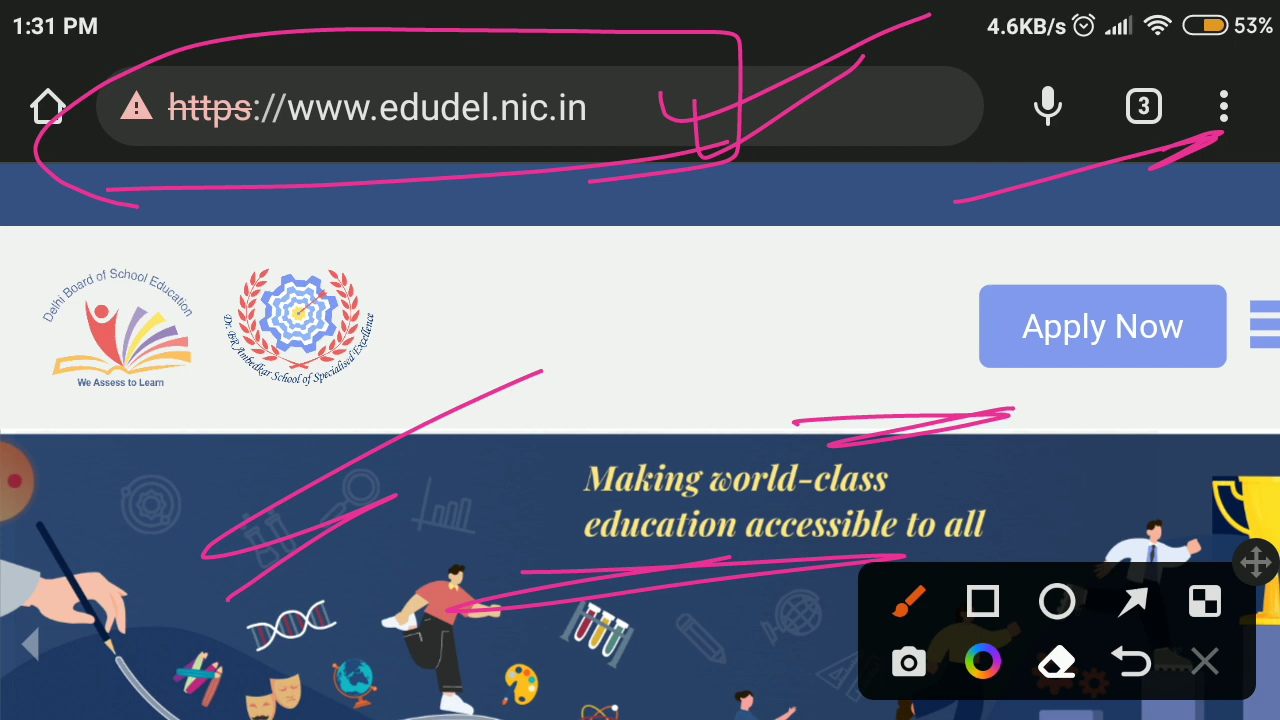 1:31 PM
4.6KB/s
53%
https://www.edudel.nic.in
3
Delhi Board of School Education
We Assess to Learn
Dr. BR Ambedkar School of Specialised Excellence
Apply Now
Making world-class
education accessible to all